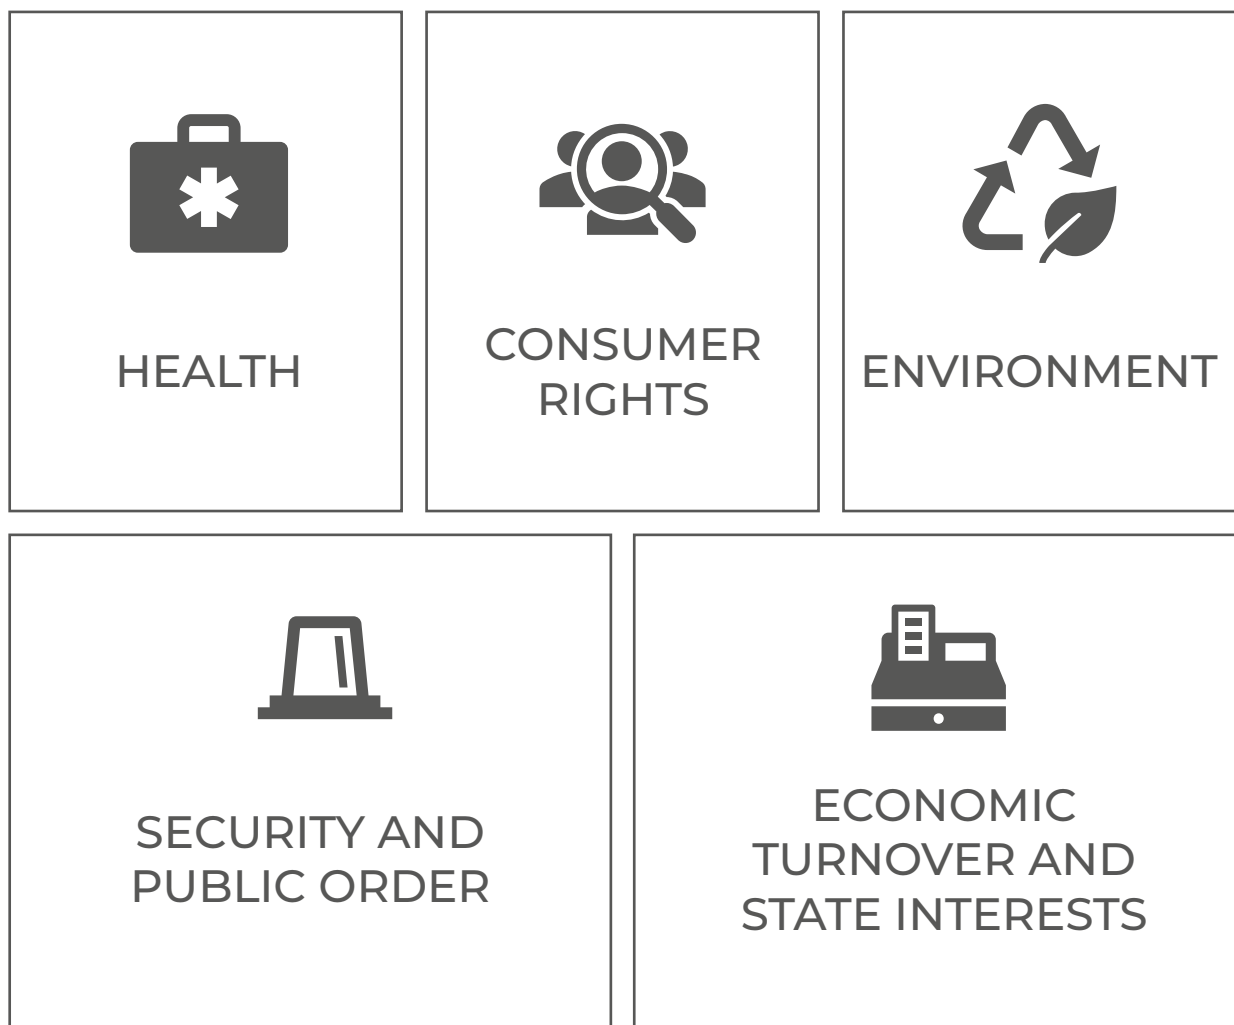 HEALTH
CONSUMER
RIGHTS
ENVIRONMENT
SECURITY AND
PUBLIC ORDER
ECONOMIC
TURNOVER AND
STATE INTERESTS